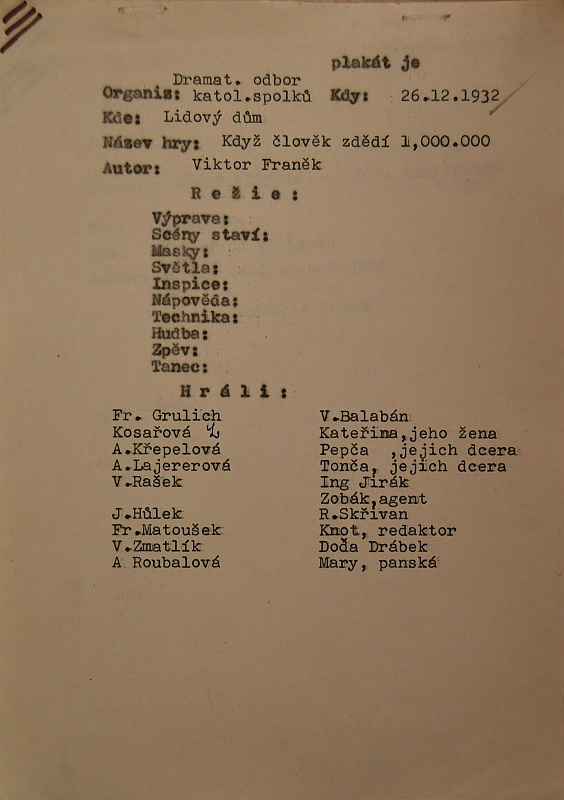 plakát je
Dramat. odbor
Organis: katol.spolků Kdy: 26.12.1932
Kde: Lidový dům
Název hry: Když člověk zdědí 1,000.000
Autor: Viktor Franěk
Režie:
Výprava:
Scény staví:
Masky:
Světla:
Inspice:
Nápověda:
Technika:
Hudba:
Zpěv:
Tanec:
Hráli:
Fr. Grulich V.Balabán
Kosařová Kateřina,jeho žena
A.Křepelová Pepča ,jejich dcera
A.Lajererová Tonča, jejich dcera
V.Rašek Ing Jirák
Zobák,agent
J.Hůlek R.Skřivan
Fr.Matoušek Knot, redaktor
V.Zmatlík Doďa Drábek
A Roubalová Mary, panská